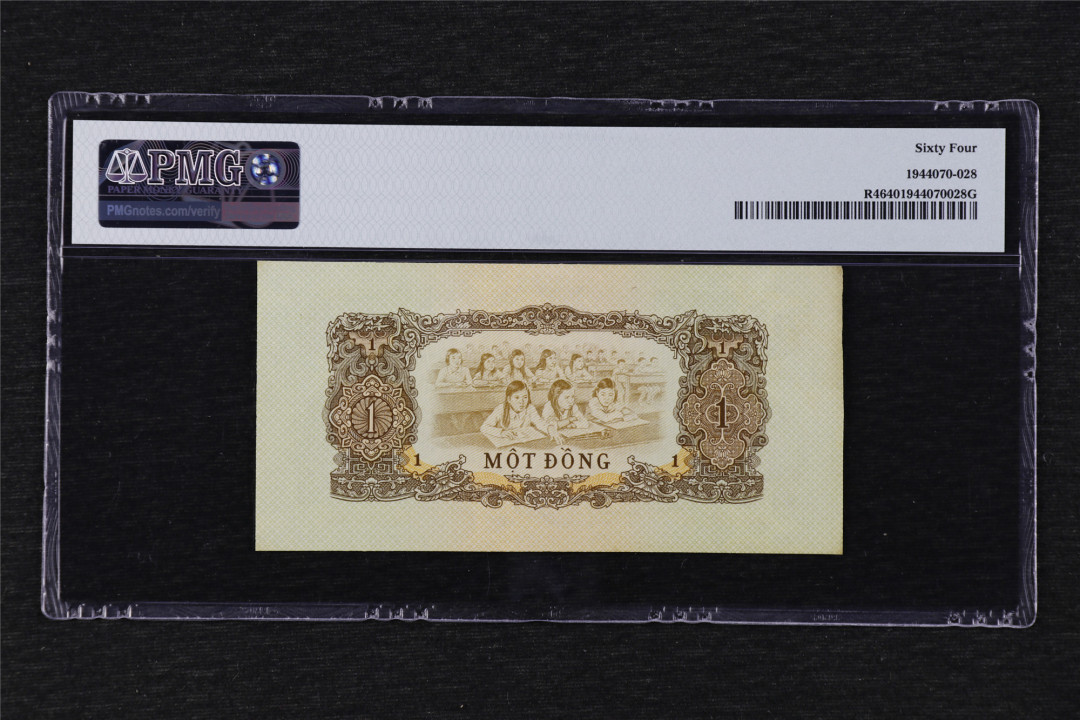 PMG
PAPER MONEY GUARANTY
PMGnotes.com/verify
Sixty Four
1944070-028
R46401944070028G
1 1
1 1
1 MỘT ĐỒNG 1